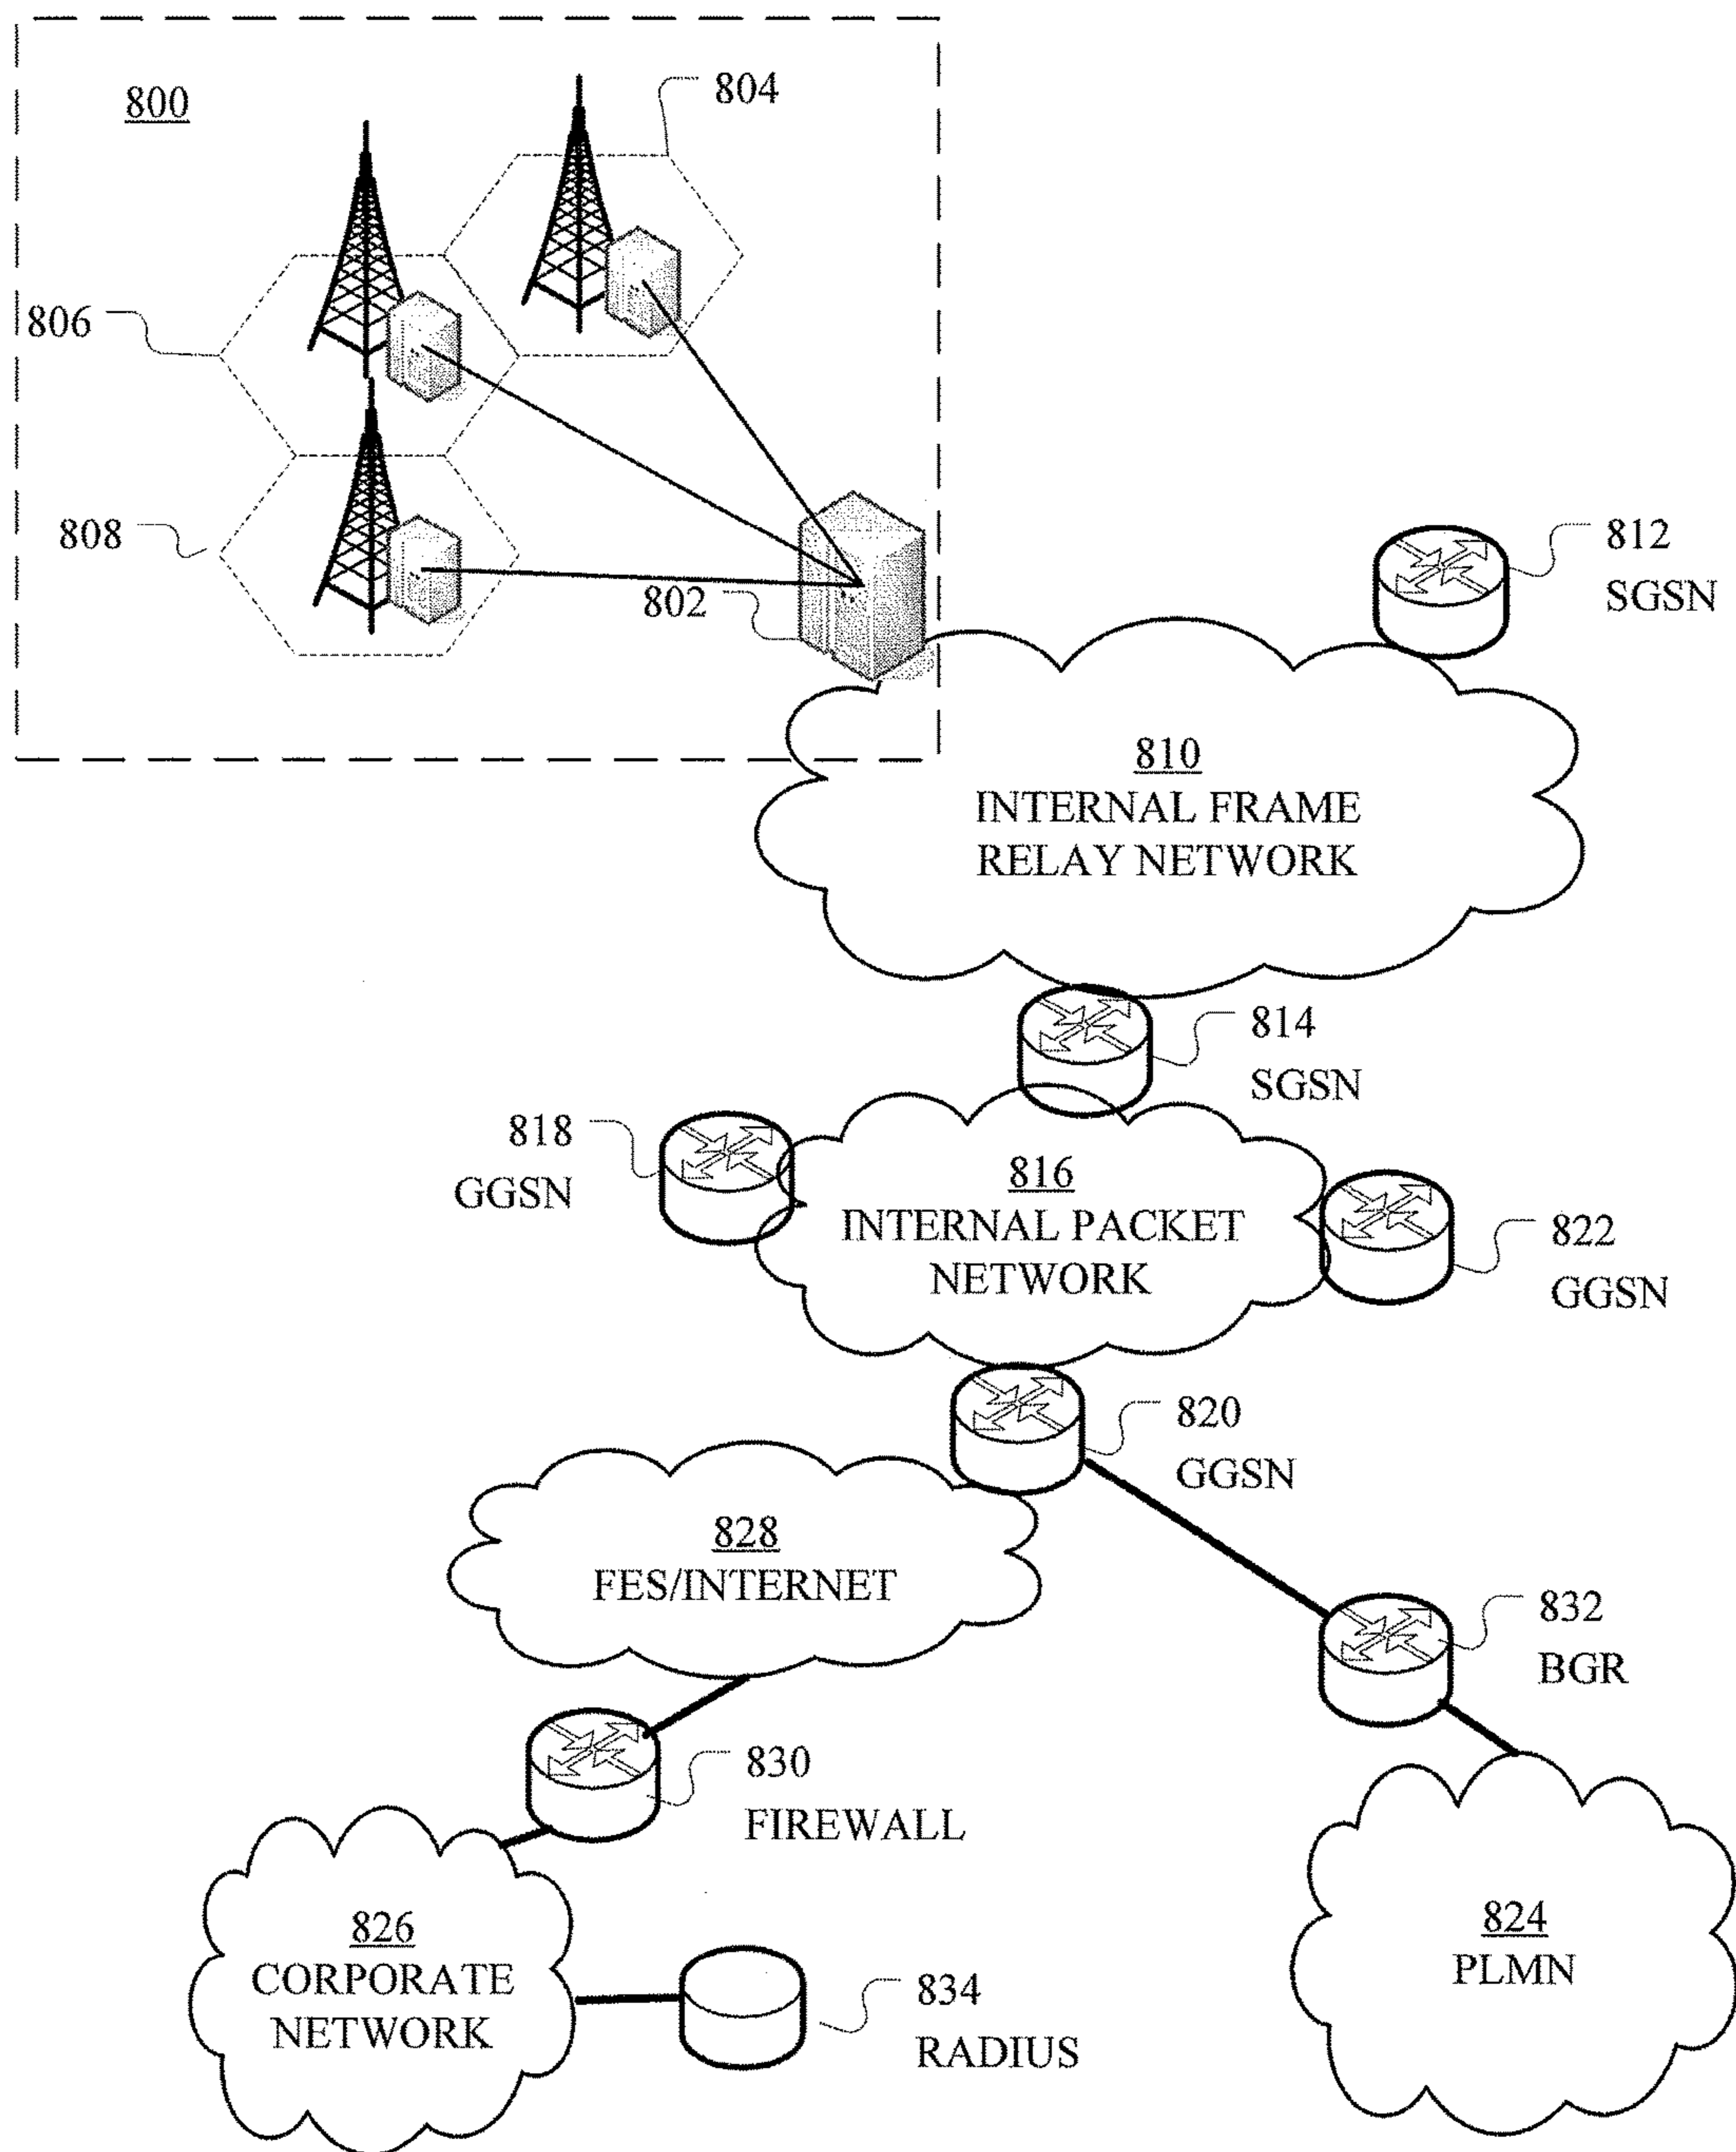 800
804
806
808
802
812
SGSN
810
INTERNAL FRAME
RELAY NETWORK
814
SGSN
818
GGSN
816
INTERNAL PACKET
NETWORK
822
GGSN
820
GGSN
828
FES/INTERNET
832
BGR
830
FIREWALL
826
CORPORATE
NETWORK
834
RADIUS
824
PLMN